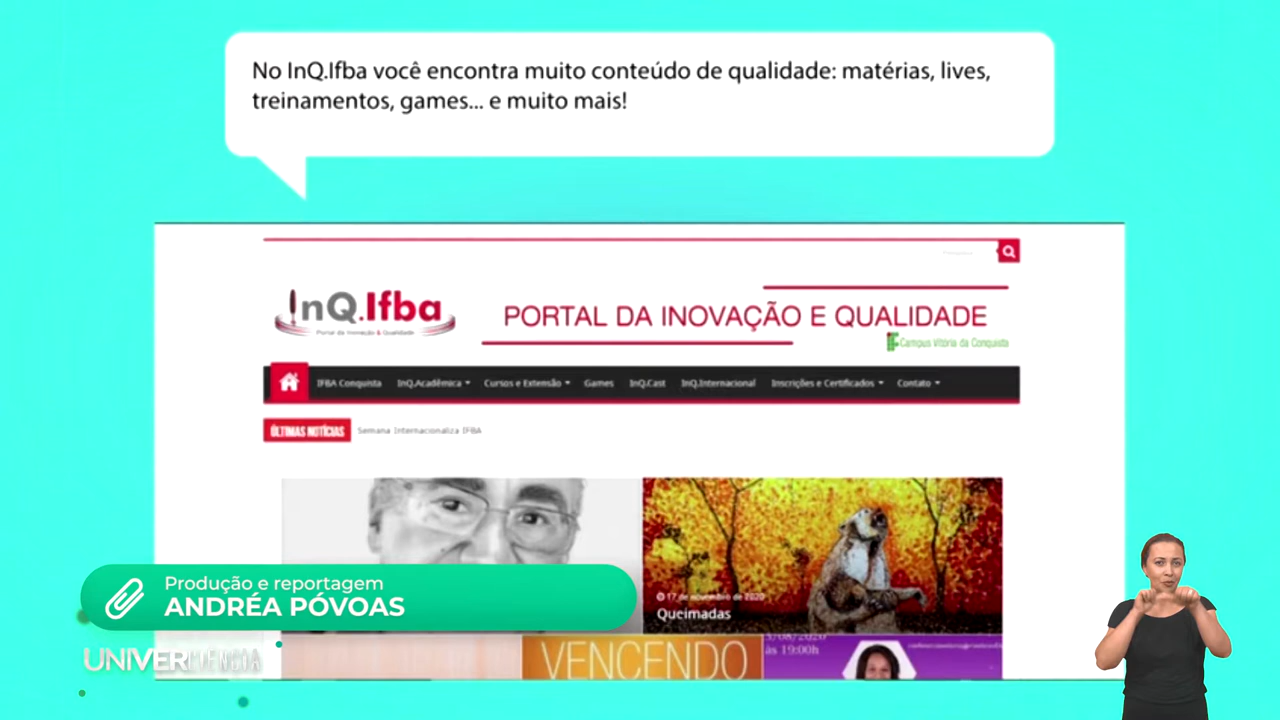 No InQ.Ifba você encontra muito conteúdo de qualidade: matérias, lives,
treinamentos, games... e muito mais!
InQ.Ifba
Portal da Inovação & Qualidade
PORTAL DA INOVAÇÃO E QUALIDADE
Campus Vitória da Conquista
IFBA Conquista InQ.Acadêmica Cursos e Extensão Games InQ.Cast InQ.Internacional Inscrições e Certificados Contato
ÚLTIMAS NOTÍCIAS Semana Internacionaliza IFBA
17 de novembro de 2020
Queimadas
Produção e reportagem
ANDRÉA PÓVOAS
UNIVERCIÊNCIA
VENCENDO
às 19:00h